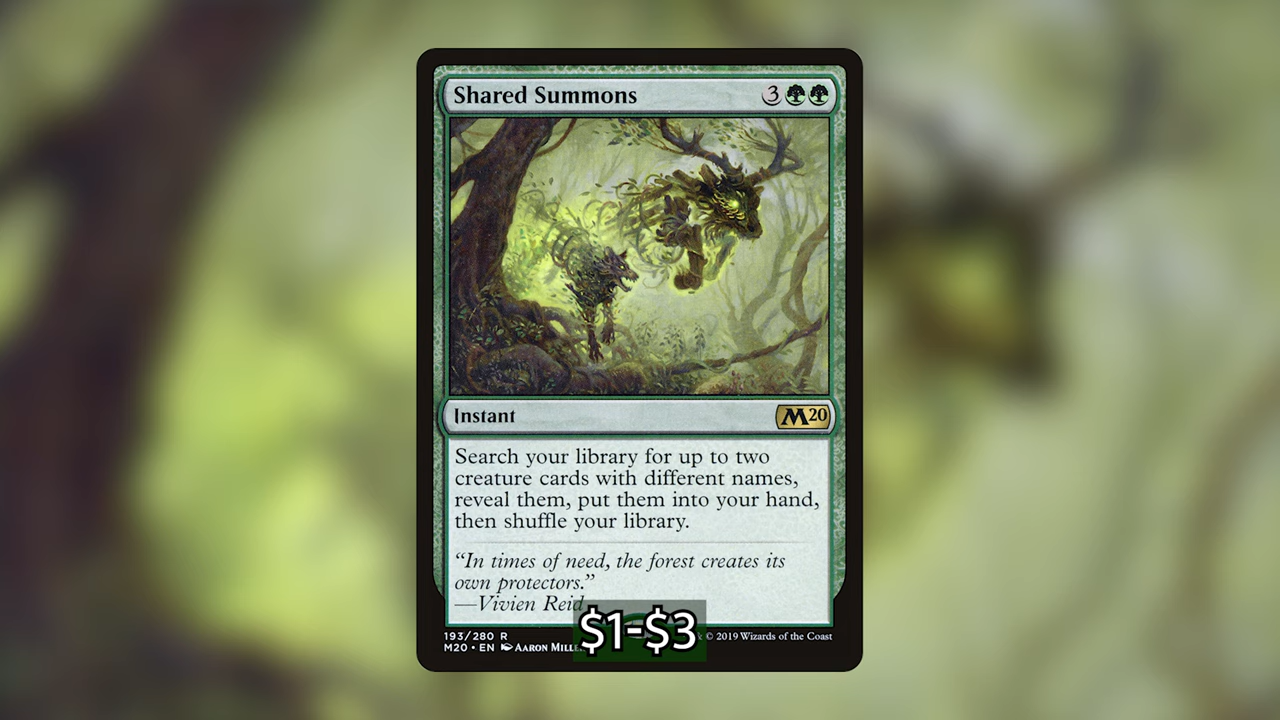 Shared Summons 3
Instant M20
Search your library for up to two
creature cards with different names,
reveal them, put them into your hand,
then shuffle your library.
“In times of need, the forest creates its
own protectors.”
—Vivien Reid
$1-$3
193/280 R
© 2019 Wizards of the Coast
M20 • EN AARON MILLE